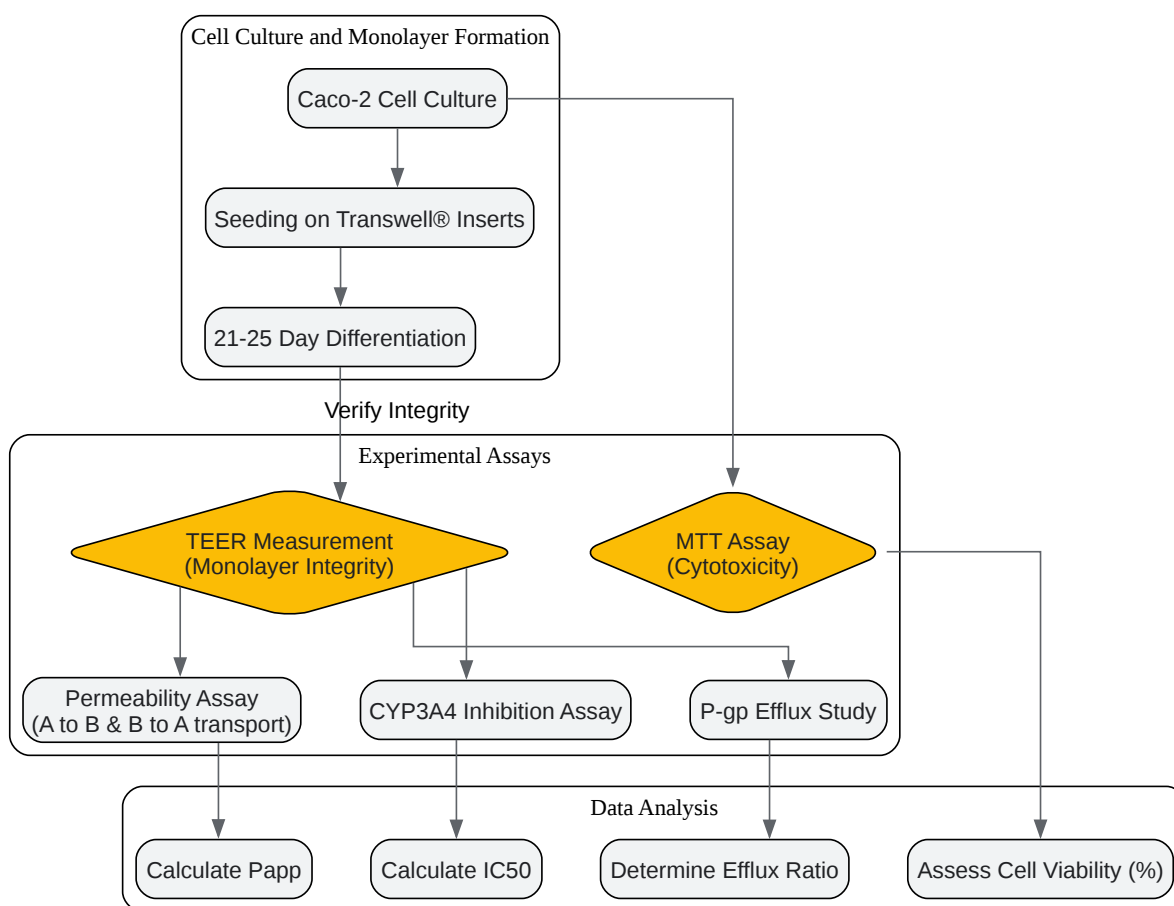 Cell Culture and Monolayer Formation
Caco-2 Cell Culture
Seeding on Transwell® Inserts
21-25 Day Differentiation
Verify Integrity
Experimental Assays
TEER Measurement
(Monolayer Integrity)
MTT Assay
(Cytotoxicity)
Permeability Assay
(A to B & B to A transport)
CYP3A4 Inhibition Assay
P-gp Efflux Study
Data Analysis
Calculate Papp
Calculate IC50
Determine Efflux Ratio
Assess Cell Viability (%)